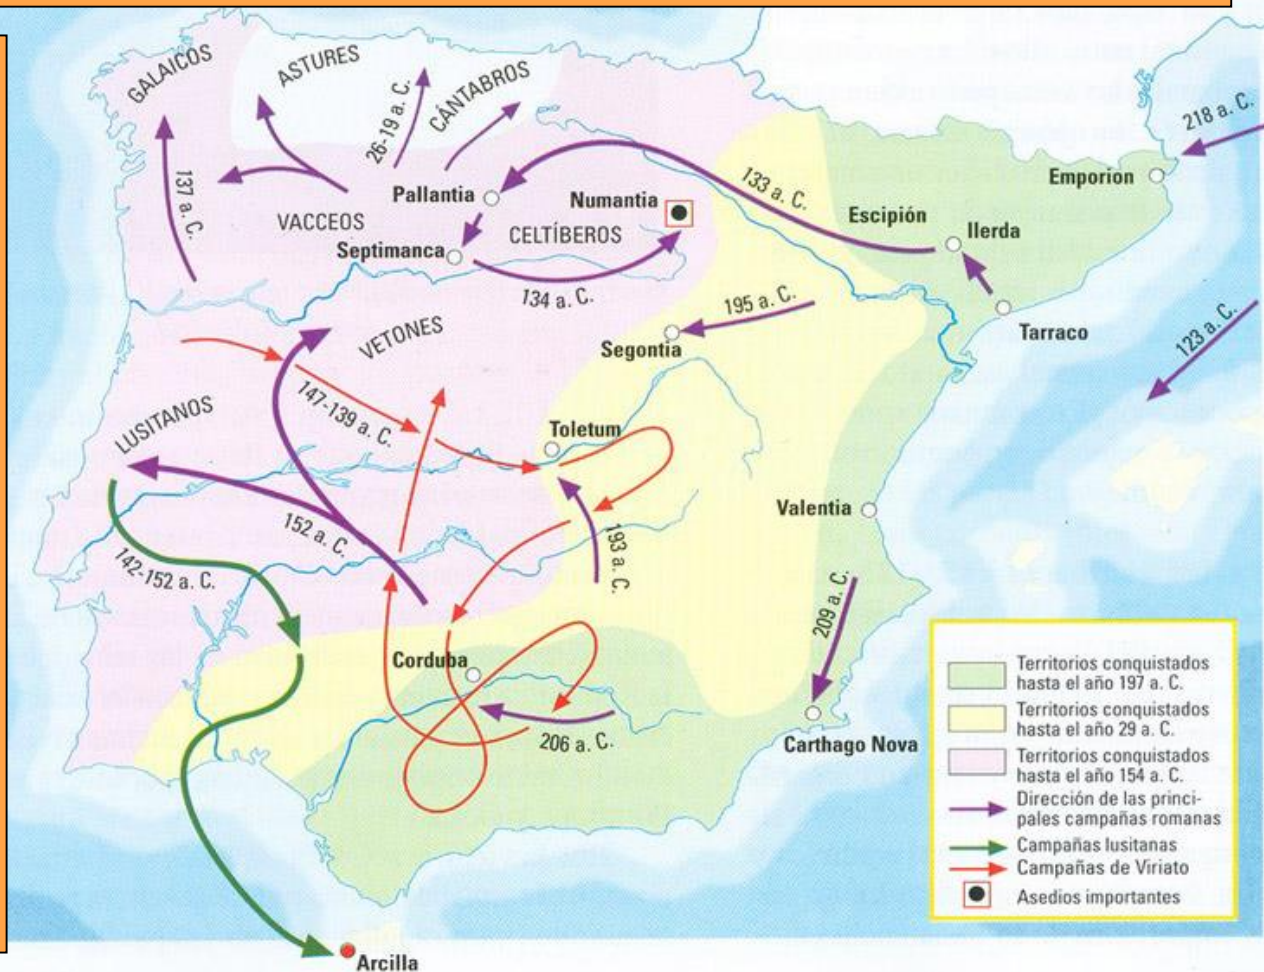 GALAICOS
ASTURES
CÁNTABROS
26-19 a. C.
218 a. C.
137 a. C.
Pallantia
Numantia
133 a. C.
Emporion
VACCEOS
CELTÍBEROS
Escipión
Ilerda
Septimanca
134 a. C.
195 a. C.
Tarraco
123 a. C.
VETONES
Segontia
147-139 a. C.
LUSITANOS
Toletum
Valentia
152 a. C.
193 a. C.
142-152 a. C.
209 a. C.
Corduba
206 a. C.
Carthago Nova
Arcilla
Territorios conquistados
hasta el año 197 a. C.
Territorios conquistados
hasta el año 29 a. C.
Territorios conquistados
hasta el año 154 a. C.
Dirección de las princi-
pales campañas romanas
Campañas lusitanas
Campañas de Viriato
Asedios importantes